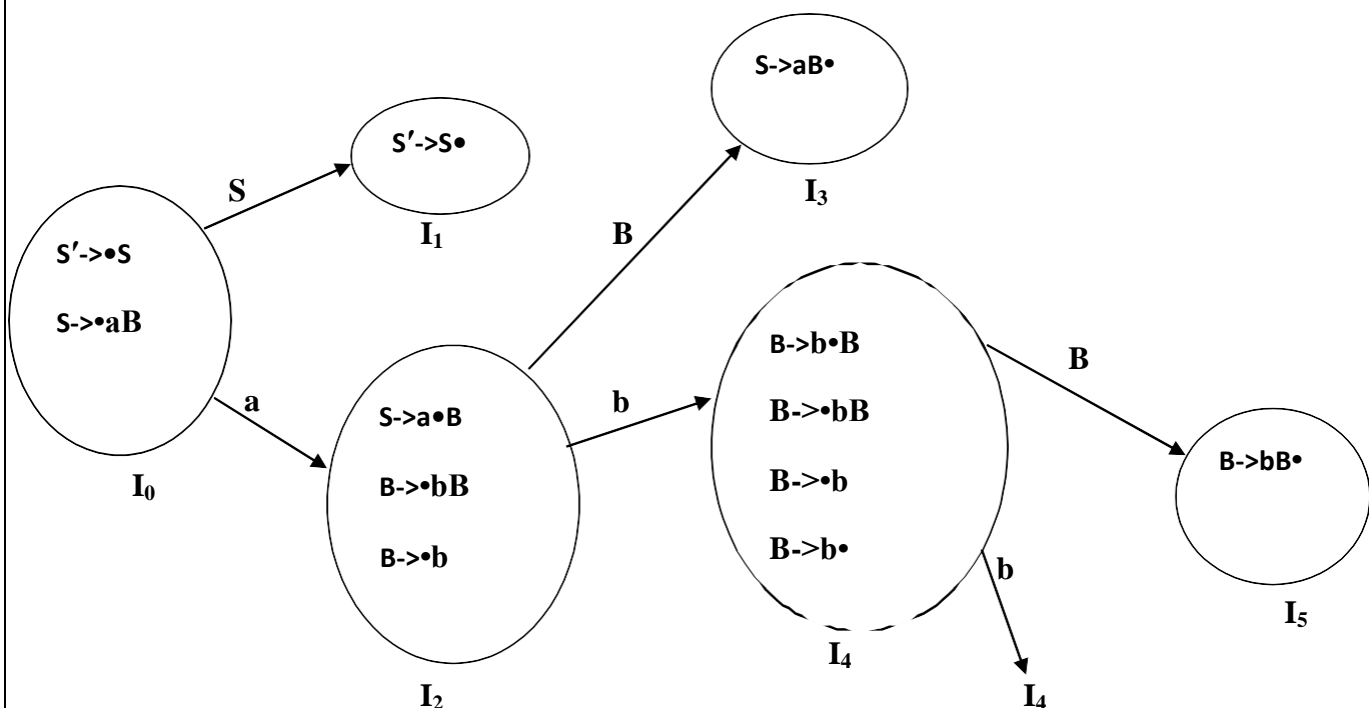 S'->S•
I₁
S
S'->•S
S->•aB
I₀
a
S->a•B
B->•bB
B->•b
I₂
B
S->aB•
I₃
b
B->b•B
B->•bB
B->•b
B->b•
I₄
B
B->bB•
I₅
b
I₄